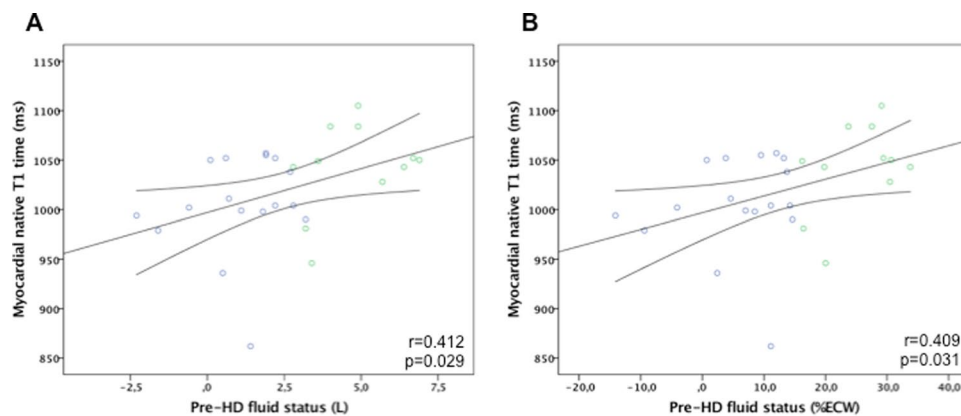 A
Myocardial native T1 time (ms)
1150
1100
1050
1000
950
900
850
r=0.412
p=0.029
-2,5 ,0 2,5 5,0 7,5
Pre-HD fluid status (L)
B
Myocardial native T1 time (ms)
1150
1100
1050
1000
950
900
850
r=0.409
p=0.031
-20,0 -10,0 ,0 10,0 20,0 30,0 40,0
Pre-HD fluid status (%ECW)